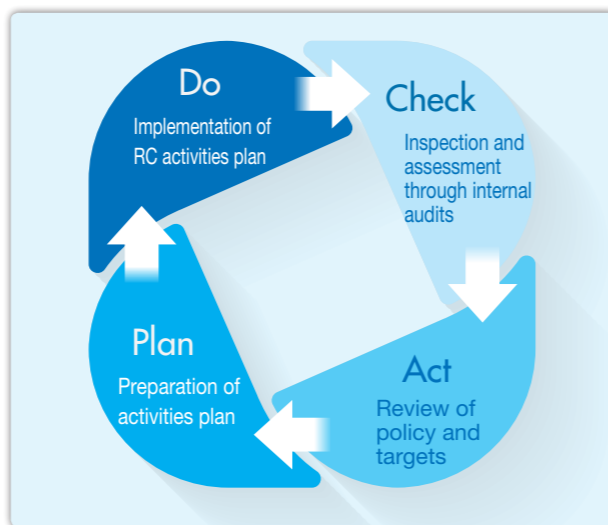 Do
Implementation of
RC activities plan
Check
Inspection and
assessment
through internal
audits
Plan
Preparation of
activities plan
Act
Review of
policy and
targets